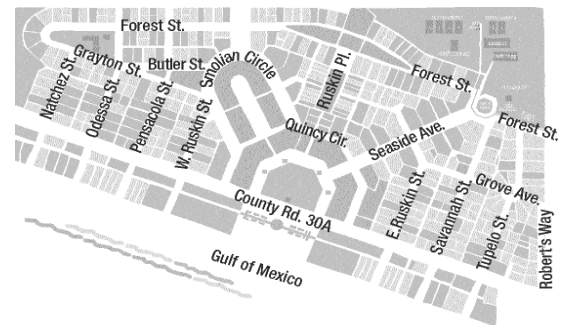 Forest St.
Grayton St.
Butler St.
Smolian Circle
Natchez St.
Odessa St.
Pensacola St.
W. Ruskin St.
Ruskin Pl.
Forest St.
Quincy Cir.
Seaside Ave.
Forest St.
County Rd. 30A
E.Ruskin St.
Savannah St.
Grove Ave.
Tupelo St.
Robert's Way
Gulf of Mexico